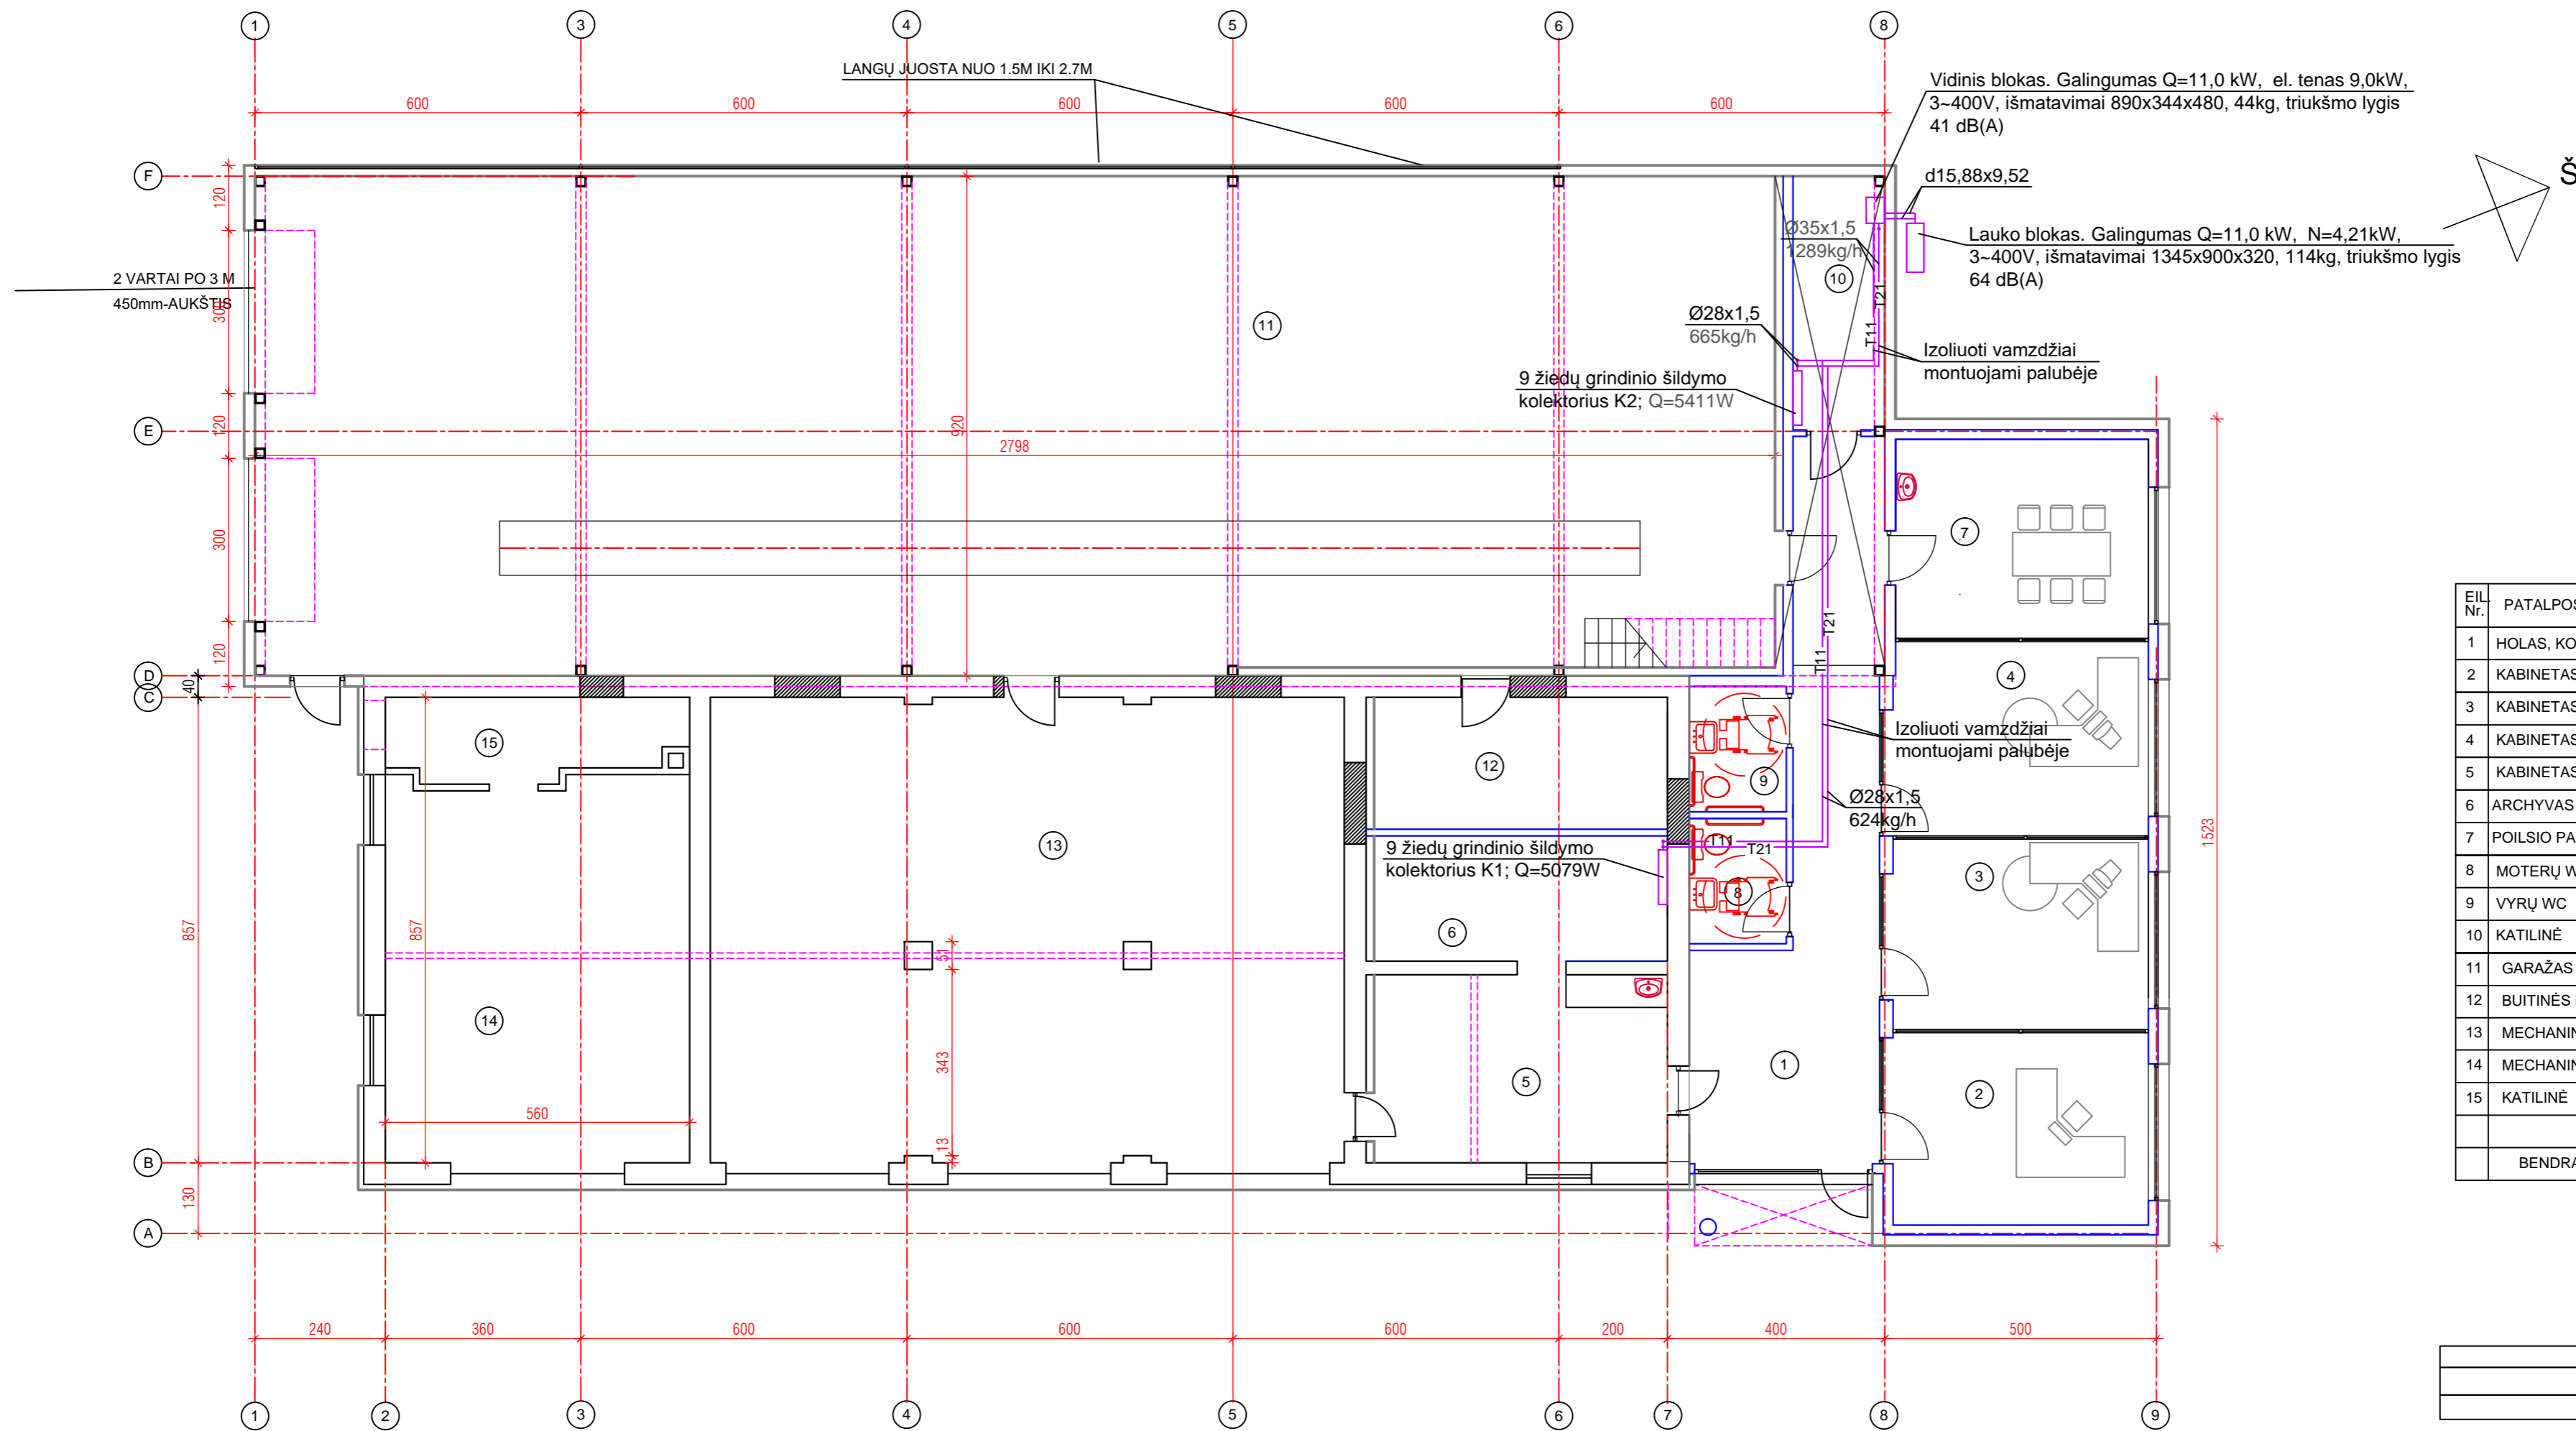 1 3 4 5 6 8
LANGŲ JUOSTA NUO 1.5M IKI 2.7M
600 600 600 600 600
Vidinis blokas. Galingumas Q=11,0 kW, el. tenas 9,0kW,
3~400V, išmatavimai 890x344x480, 44kg, triukšmo lygis
41 dB(A)
d15,88x9,52
Š
Lauko blokas. Galingumas Q=11,0 kW, N=4,21kW,
3~400V, išmatavimai 1345x900x320, 114kg, triukšmo lygis
64 dB(A)
F
120
Ø35x1,5
1289kg/h
10
2 VARTAI PO 3 M
450mm-AUKŠTIS
300
11
T21
T11
Ø28x1,5
665kg/h
Izoliuoti vamzdžiai
montuojami palubėje
9 žiedų grindinio šildymo
kolektorius K2; Q=5411W
E
120
920
2798
7
300
T21
T11
120
D
40
C
4
15
12
9
Izoliuoti vamzdžiai
montuojami palubėje
Ø28x1,5
624kg/h
13
T11
T21
9 žiedų grindinio šildymo
kolektorius K1; Q=5079W
8
3
1523
857
857
6
51
14
343
5
1
2
560
13
B
130
A
EIL.
Nr.
PATALPOS
1 HOLAS, KO
2 KABINETAS
3 KABINETAS
4 KABINETAS
5 KABINETAS
6 ARCHYVAS
7 POILSIO PA
8 MOTERŲ W
9 VYRŲ WC
10 KATILINĖ
11 GARAŽAS
12 BUITINĖS
13 MECHANIN
14 MECHANIN
15 KATILINĖ
BENDRA
240 360 600 600 600 200 400 500
1 2 3 4 5 6 7 8 9